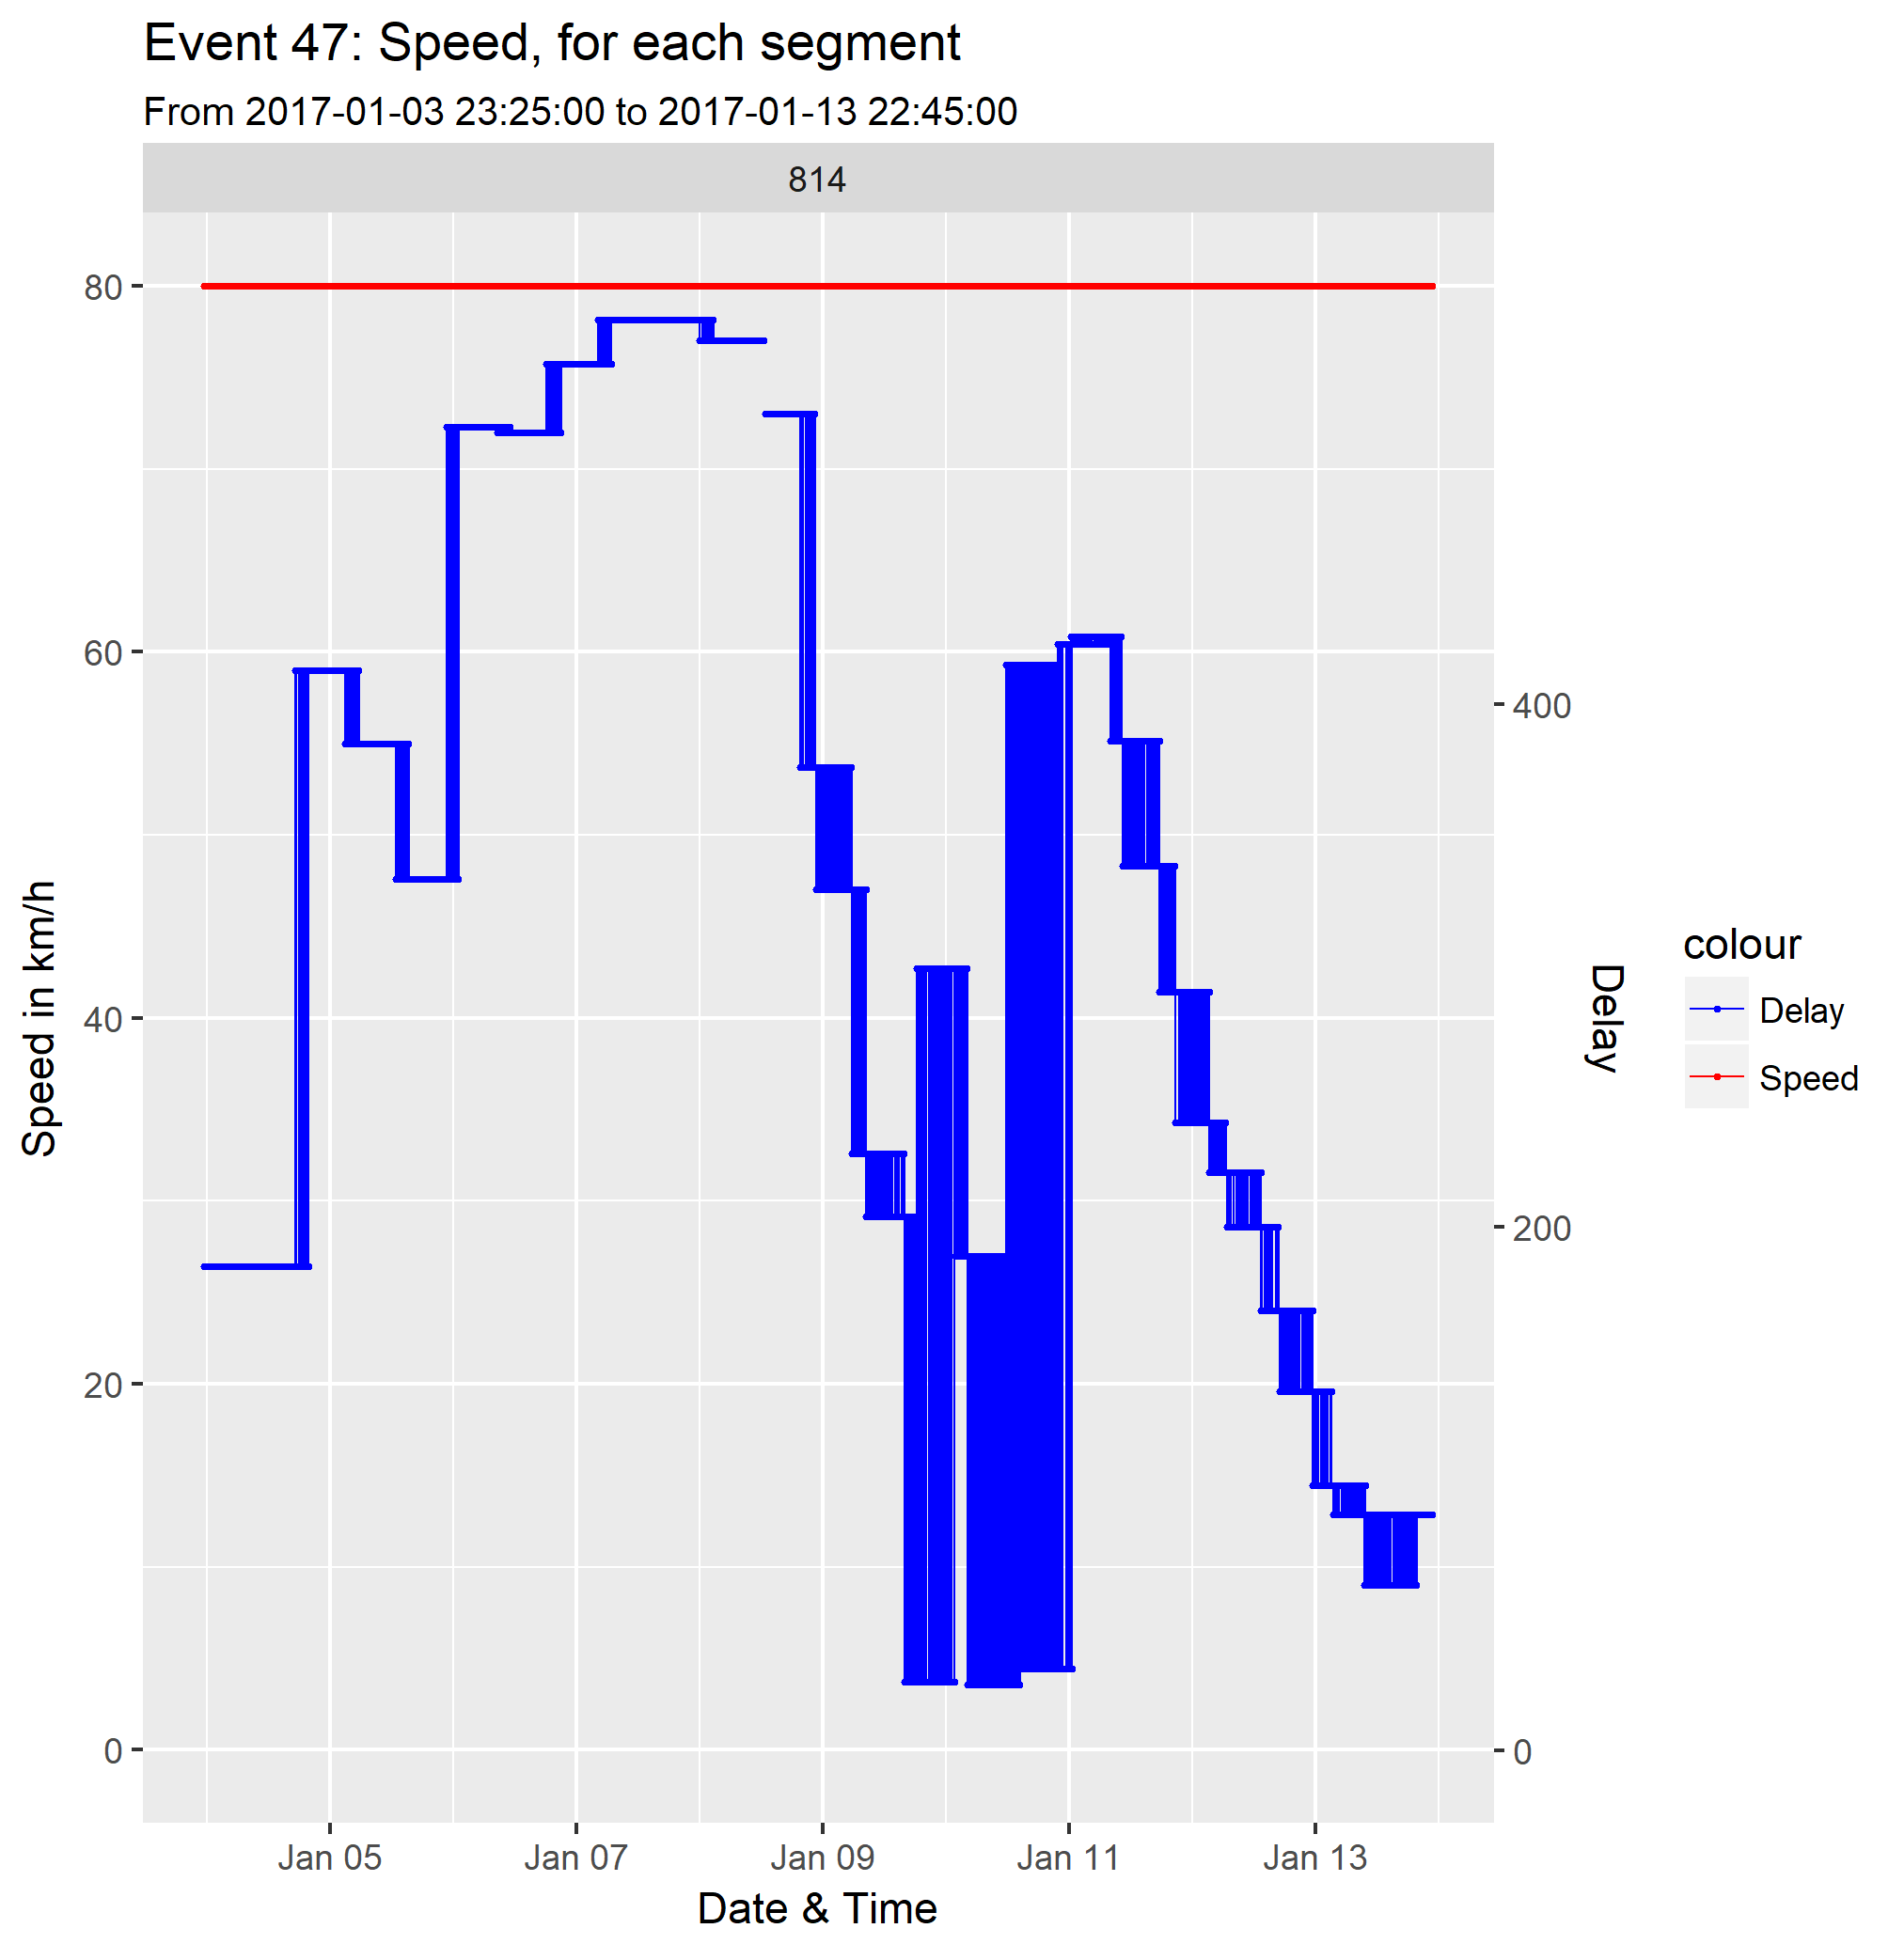 Event 47: Speed, for each segment
From 2017-01-03 23:25:00 to 2017-01-13 22:45:00
814
80
60
40
20
0
Speed in km/h
400
200
0
Delay
Jan 05
Jan 07
Jan 09
Jan 11
Jan 13
Date & Time
colour
Delay
Speed